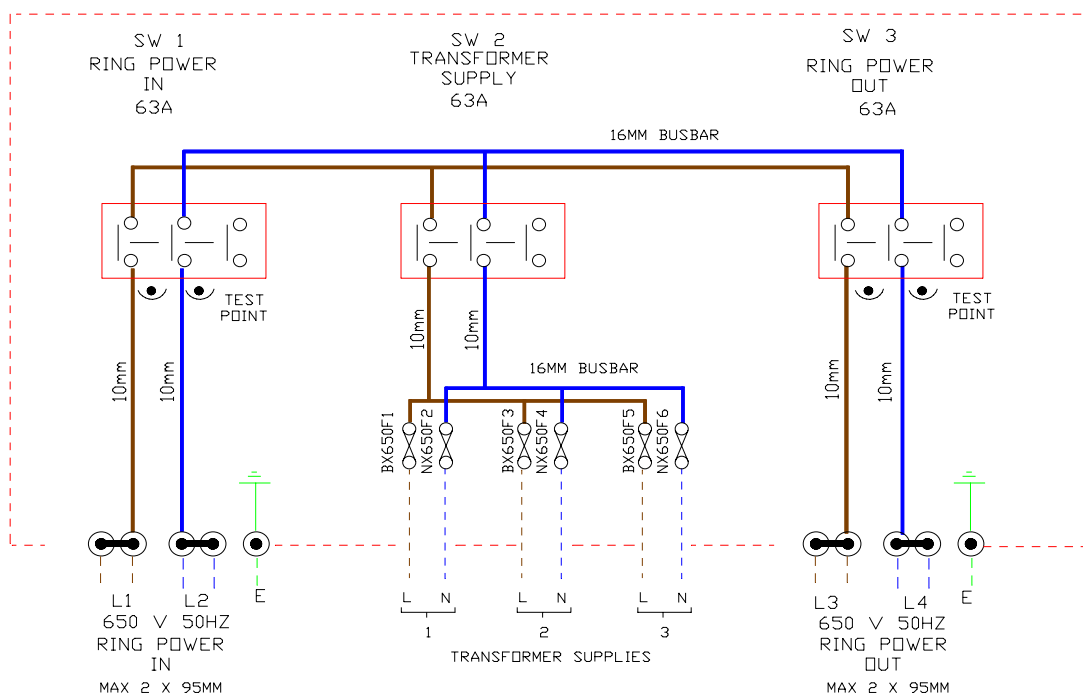 SW 1
RING POWER
IN
63A
SW 2
TRANSFORMER
SUPPLY
63A
SW 3
RING POWER
OUT
63A
16MM BUSBAR
TEST
POINT
TEST
POINT
10mm
10mm
10mm
10mm
10mm
10mm
16MM BUSBAR
BX650F1
NX650F2
BX650F3
NX650F4
BX650F5
NX650F6
L1
L2
E
650 V 50HZ
RING POWER
IN
MAX 2 X 95MM
L
N
L
N
L
N
1
2
3
TRANSFORMER SUPPLIES
L3
L4
E
650 V 50HZ
RING POWER
OUT
MAX 2 X 95MM